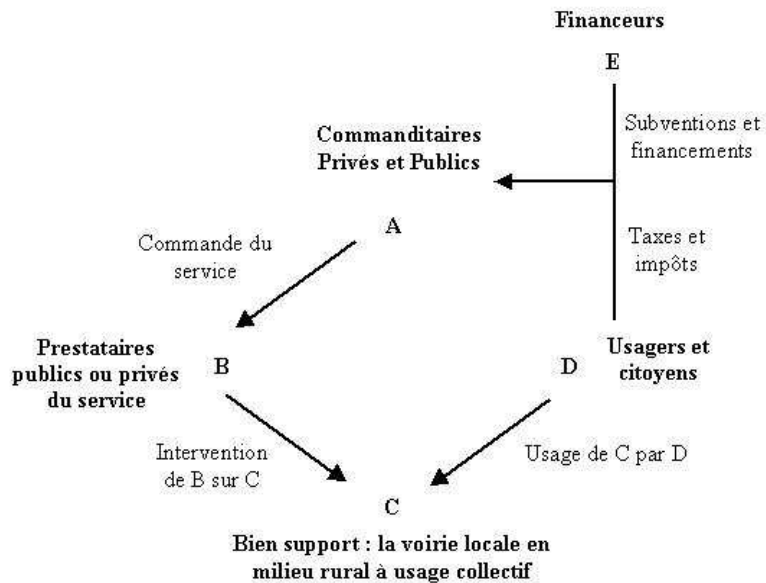 Financeurs
E
Subventions et
financements
Commanditaires
Privés et Publics
A
Commande du
service
Taxes et
impôts
Prestataires
publics ou privés
du service
B
D
Usagers et
citoyens
Intervention
de B sur C
Usage de C par D
C
Bien support : la voirie locale en
milieu rural à usage collectif